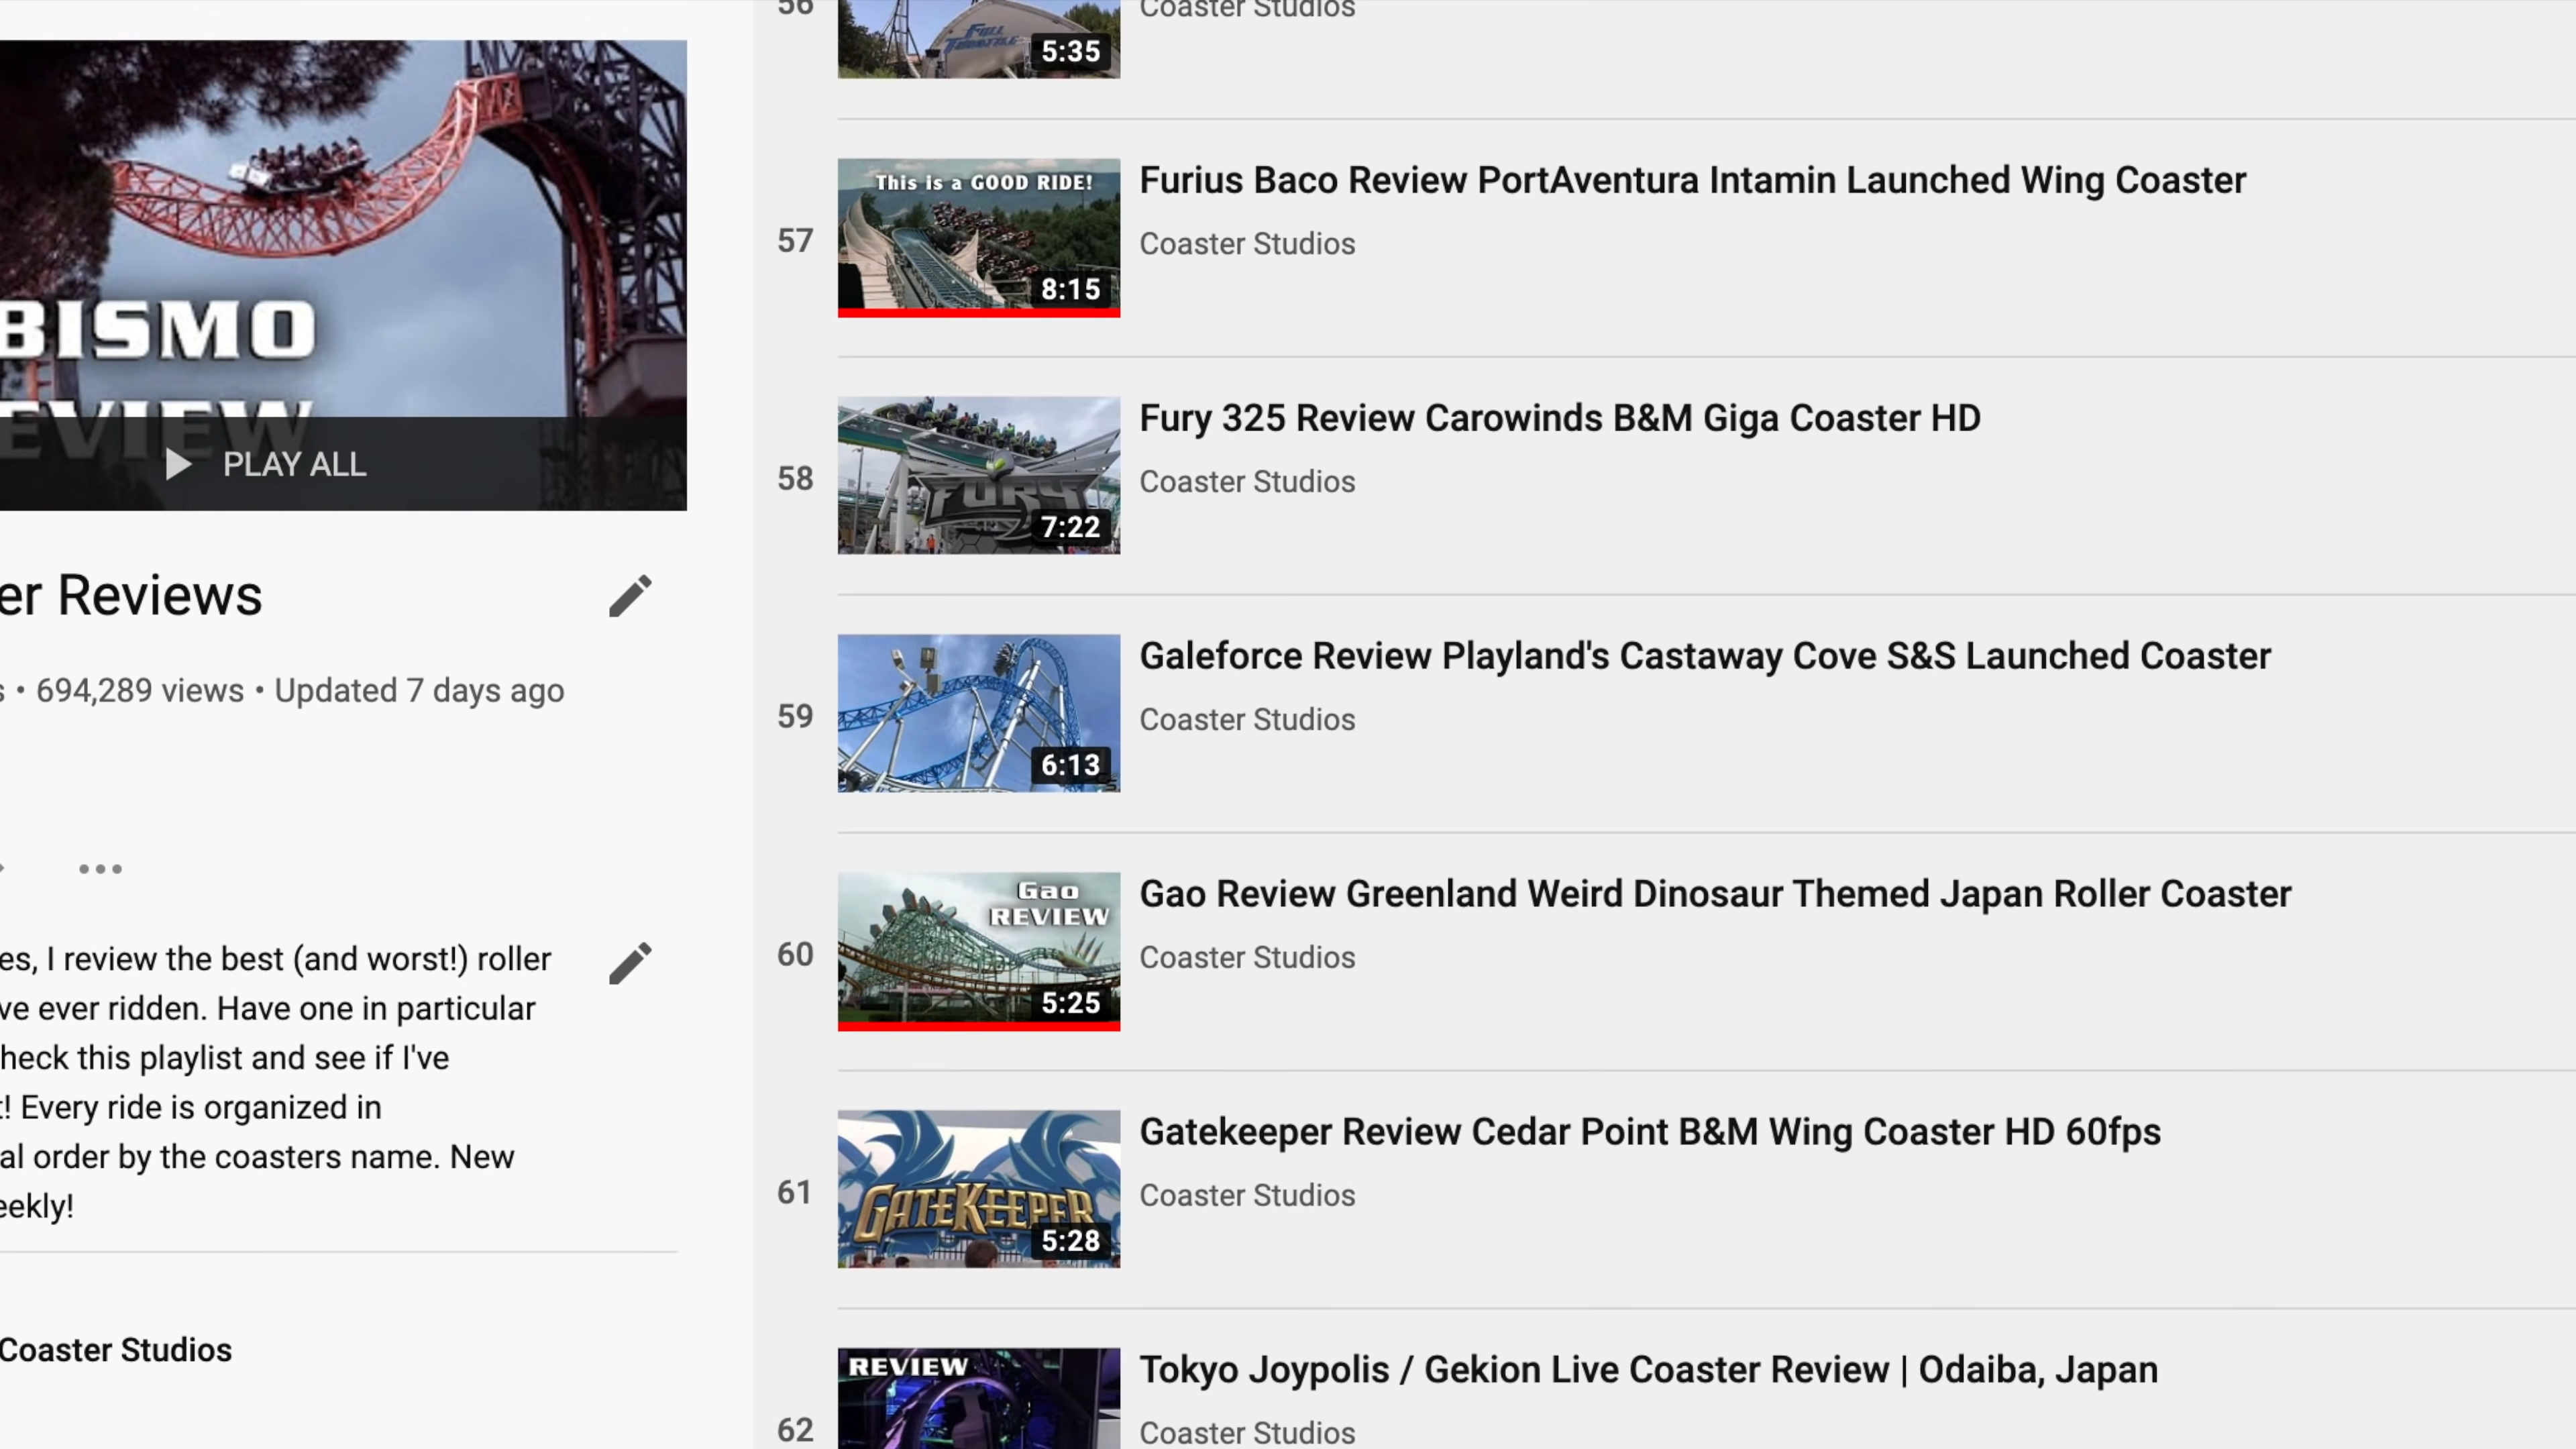 BISMO
EVIEW
PLAY ALL
er Reviews
s • 694,289 views • Updated 7 days ago
es, I review the best (and worst!) roller
ve ever ridden. Have one in particular
heck this playlist and see if I've
t! Every ride is organized in
al order by the coasters name. New
eekly!
Coaster Studios
56
FULL
THROTTLE
5:35
Coaster Studios
57
This is a GOOD RIDE!
8:15
Furius Baco Review PortAventura Intamin Launched Wing Coaster
Coaster Studios
58
FURY
7:22
Fury 325 Review Carowinds B&M Giga Coaster HD
Coaster Studios
59
6:13
Galeforce Review Playland's Castaway Cove S&S Launched Coaster
Coaster Studios
60
Gao
REVIEW
5:25
Gao Review Greenland Weird Dinosaur Themed Japan Roller Coaster
Coaster Studios
61
GATEKEEPER
5:28
Gatekeeper Review Cedar Point B&M Wing Coaster HD 60fps
Coaster Studios
62
REVIEW
Tokyo Joypolis / Gekion Live Coaster Review | Odaiba, Japan
Coaster Studios